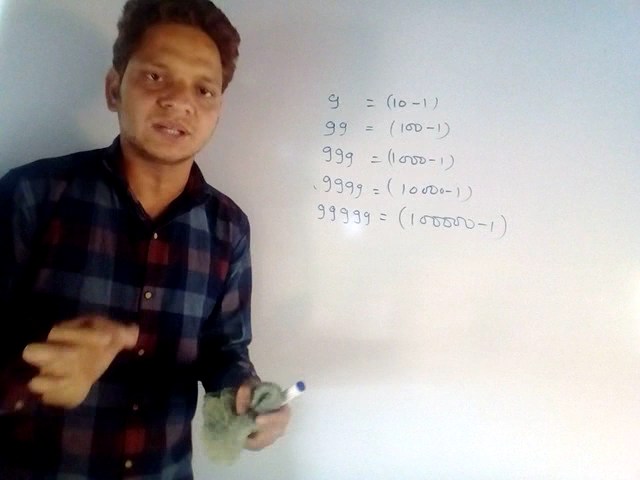 9 = (10-1)
99 = (100-1)
999 = (1000-1)
9999 = (10000-1)
99999 = (100000-1)